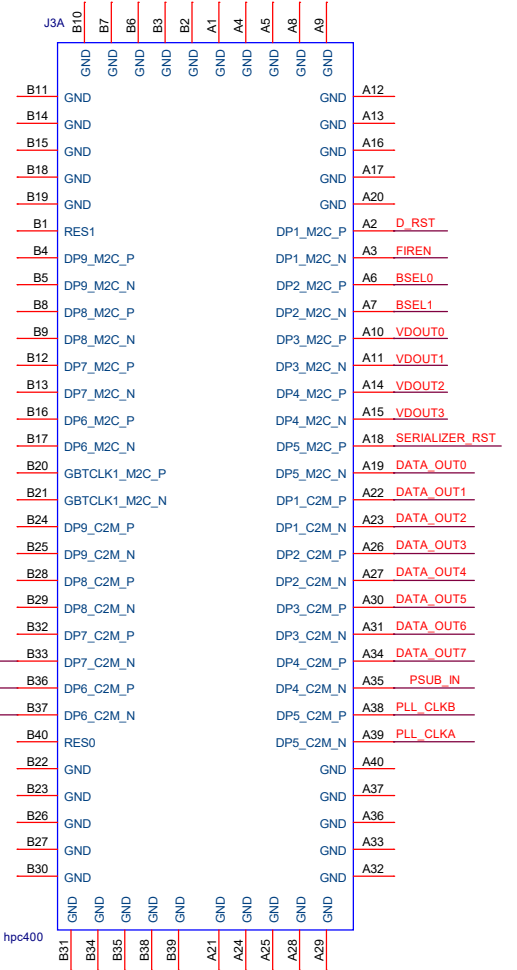 J3A
B10 B7 B6 B3 B2 A1 A4 A5 A8 A9
GND GND GND GND GND GND GND GND GND GND
B11 GND GND A12
B14 GND GND A13
B15 GND GND A16
B18 GND GND A17
B19 GND GND A20
B1 RES1 DP1_M2C_P A2 D_RST
B4 DP9_M2C_P DP1_M2C_N A3 FIREN
B5 DP9_M2C_N DP2_M2C_P A6 BSEL0
B8 DP8_M2C_P DP2_M2C_N A7 BSEL1
B9 DP8_M2C_N DP3_M2C_P A10 VDOUT0
B12 DP7_M2C_P DP3_M2C_N A11 VDOUT1
B13 DP7_M2C_N DP4_M2C_P A14 VDOUT2
B16 DP6_M2C_P DP4_M2C_N A15 VDOUT3
B17 DP6_M2C_N DP5_M2C_P A18 SERIALIZER_RST
B20 GBTCLK1_M2C_P DP5_M2C_N A19 DATA_OUT0
B21 GBTCLK1_M2C_N DP1_C2M_P A22 DATA_OUT1
B24 DP9_C2M_P DP1_C2M_N A23 DATA_OUT2
B25 DP9_C2M_N DP2_C2M_P A26 DATA_OUT3
B28 DP8_C2M_P DP2_C2M_N A27 DATA_OUT4
B29 DP8_C2M_N DP3_C2M_P A30 DATA_OUT5
B32 DP7_C2M_P DP3_C2M_N A31 DATA_OUT6
B33 DP7_C2M_N DP4_C2M_P A34 DATA_OUT7
B36 DP6_C2M_P DP4_C2M_N A35 PSUB_IN
B37 DP6_C2M_N DP5_C2M_P A38 PLL_CLKB
B40 RES0 DP5_C2M_N A39 PLL_CLKA
B22 GND GND A40
B23 GND GND A37
B26 GND GND A36
B27 GND GND A33
B30 GND GND A32
GND GND GND GND GND GND GND GND GND GND
hpc400
B31 B34 B35 B38 B39 A21 A24 A25 A28 A29